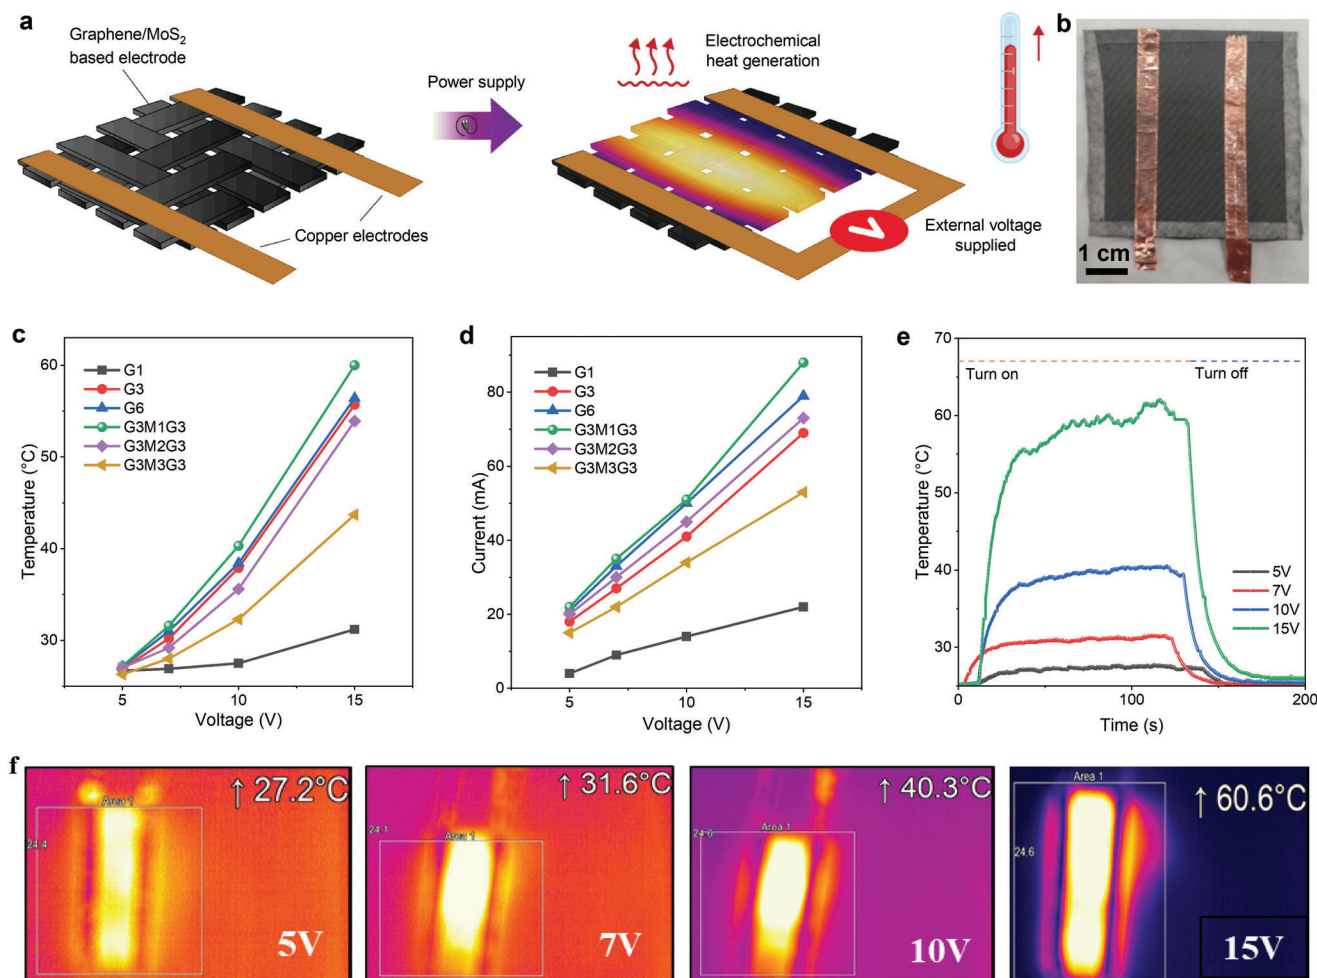 a
Graphene/MoS₂
based electrode
Power supply
Electrochemical
heat generation
Copper electrodes
External voltage
supplied
b
1 cm
c
G1
G3
G6
G3M1G3
G3M2G3
G3M3G3
60
50
40
30
Temperature (°C)
5
10
15
Voltage (V)
d
G1
G3
G6
G3M1G3
G3M2G3
G3M3G3
80
60
40
20
0
Current (mA)
5
10
15
Voltage (V)
e
70
60
50
40
30
Temperature (°C)
Turn on
Turn off
5V
7V
10V
15V
0
100
200
Time (s)
f
↑ 27.2°C
Area 1
24.4
5V
↑ 31.6°C
Area 1
24.1
7V
↑ 40.3°C
Area 1
24.6
10V
↑ 60.6°C
Area 1
24.6
15V